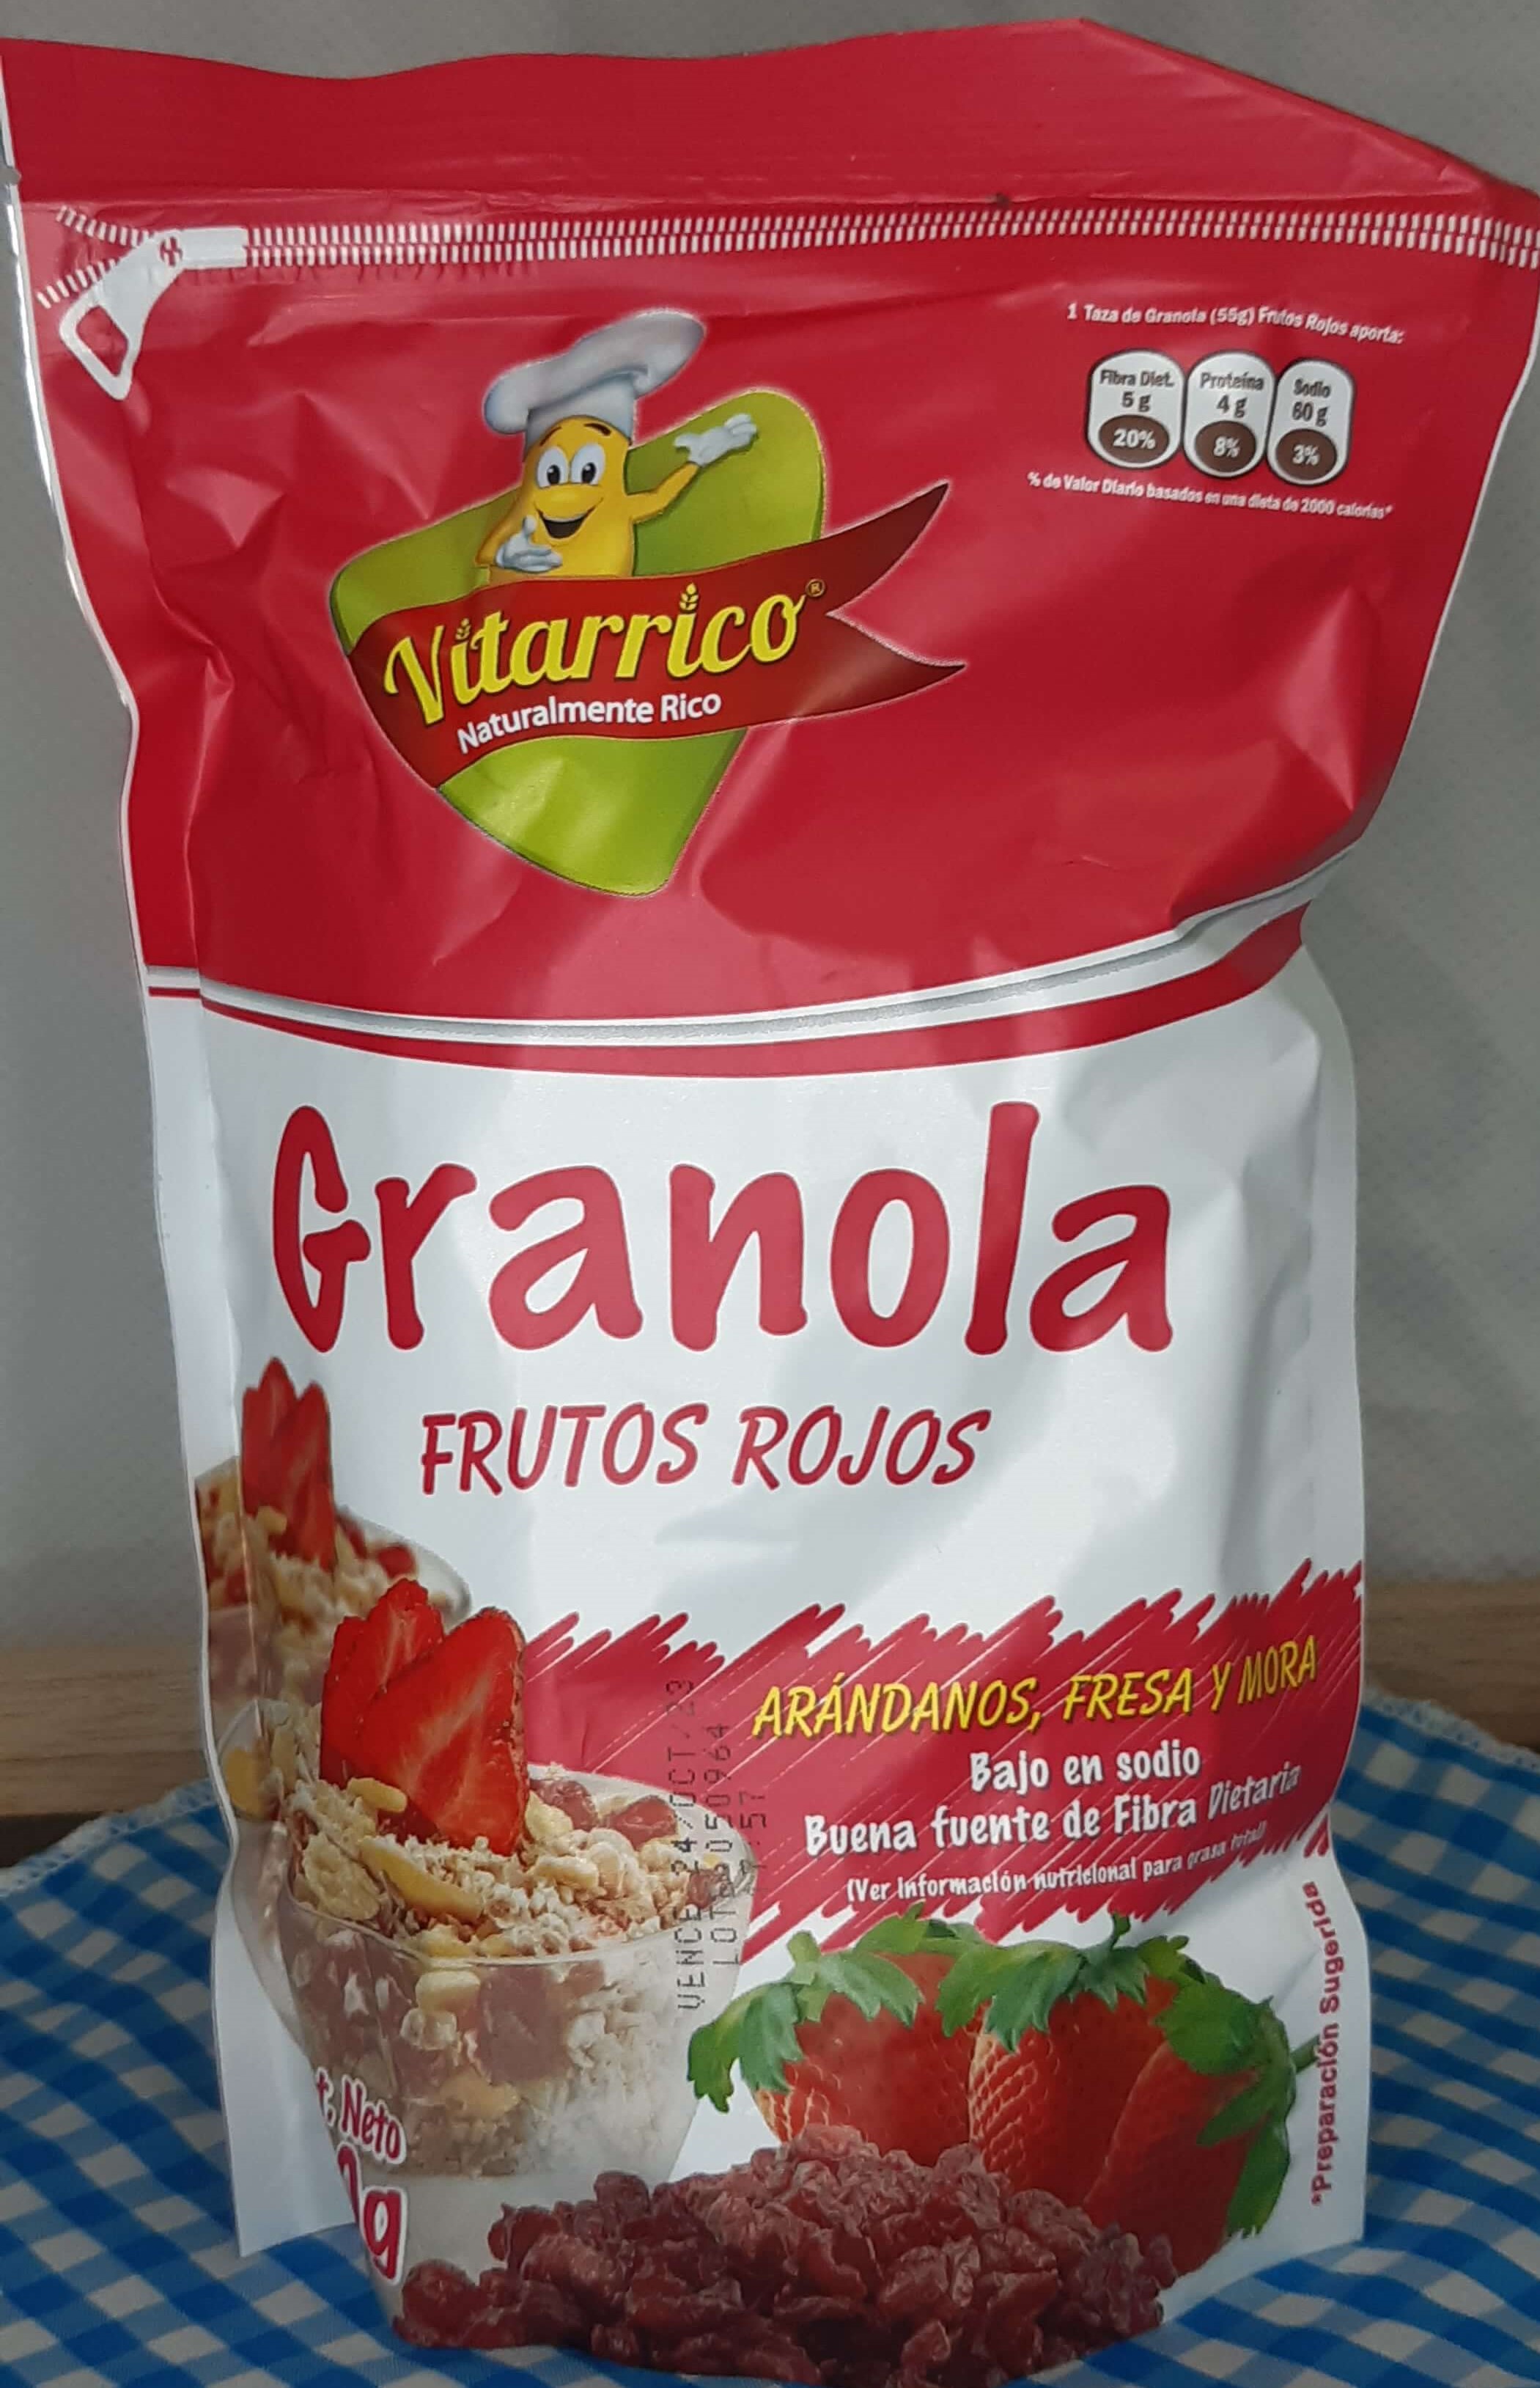 1 Taza de Granola (55g) Frutos Rojos aporta:
Fibra Diet. 5 g 20%
Proteína 4 g 8%
Sodio 60 g 3%
% de Valor Diario basados en una dieta de 2000 calorías*
Vitarrico®
Naturalmente Rico
Granola
FRUTOS ROJOS
ARÁNDANOS, FRESA Y MORA
Bajo en sodio
Buena fuente de Fibra Dietaria
(Ver Información nutricional para grasa total)
VENCE 24/OCT/23
*Preparación Sugerida
Neto
g